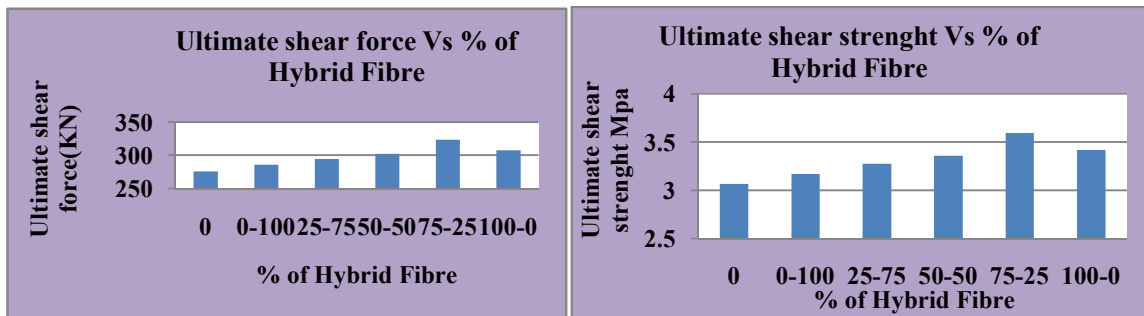 Ultimate shear force Vs % of
Hybrid Fibre
Ultimate shear
force(KN)
350
300
250
0 0-100 25-75 50-50 75-25 100-0
% of Hybrid Fibre
Ultimate shear strenght Vs % of
Hybrid Fibre
Ultimate shear
strenght Mpa
4
3.5
3
2.5
0 0-100 25-75 50-50 75-25 100-0
% of Hybrid Fibre